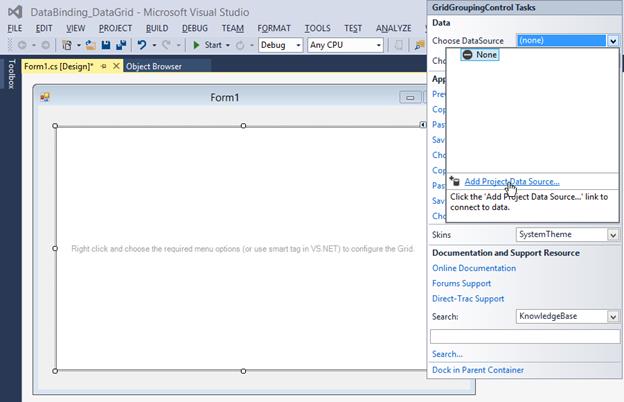 DataBinding_DataGrid - Microsoft Visual Studio
FILE EDIT VIEW PROJECT BUILD DEBUG TEAM FORMAT TOOLS TEST ANALYZE
Start Debug Any CPU
Toolbox
Form1.cs [Design]* Object Browser
Form1
Right click and choose the required menu options (or use smart tag in VS.NET) to configure the Grid.
GridGroupingControl Tasks
Data
Choose DataSource (none)
Cho
None
App
Prev
Cop
Past
Sav
Cho
Cop
Past
Sav
Cho
Add Project Data Source...
Click the 'Add Project Data Source...' link to
connect to data.
Skins SystemTheme
Documentation and Support Resource
Online Documentation
Forums Support
Direct-Trac Support
Search: KnowledgeBase
Search...
Dock in Parent Container